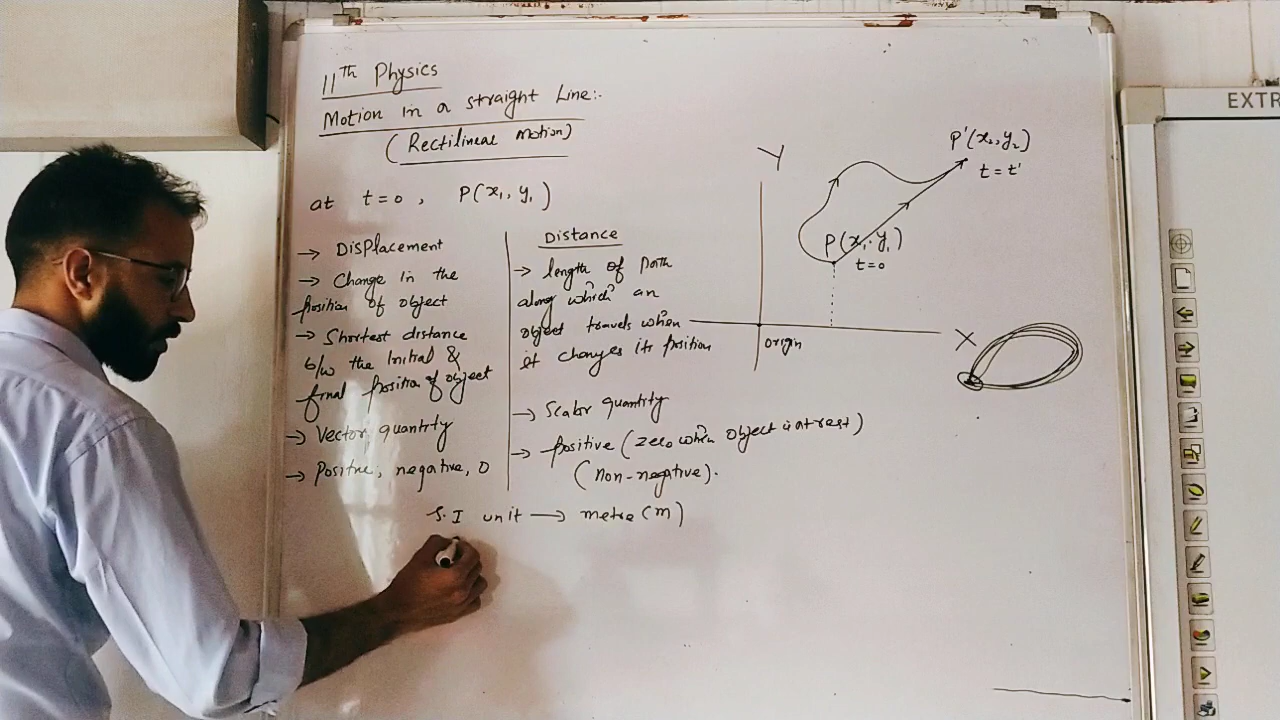 11th Physics
Motion in a straight Line:-
(Rectilinear Motion)
at t=0, P(x₁, y₁)
→ Displacement
→ Change in the
position of object
→ Shortest distance
b/w the Initial &
final position of object
→ Vector quantity
→ Positive, negative, 0
Distance
→ length of path
along which an
object travels when
it changes its position
→ Scalar quantity
→ positive (zero when object is at rest)
(non-negative).
S.I unit → metre (m)
Y
P'(x₂, y₂)
t=t'
P(x₁, y₁)
t=0
origin
X
EXTR